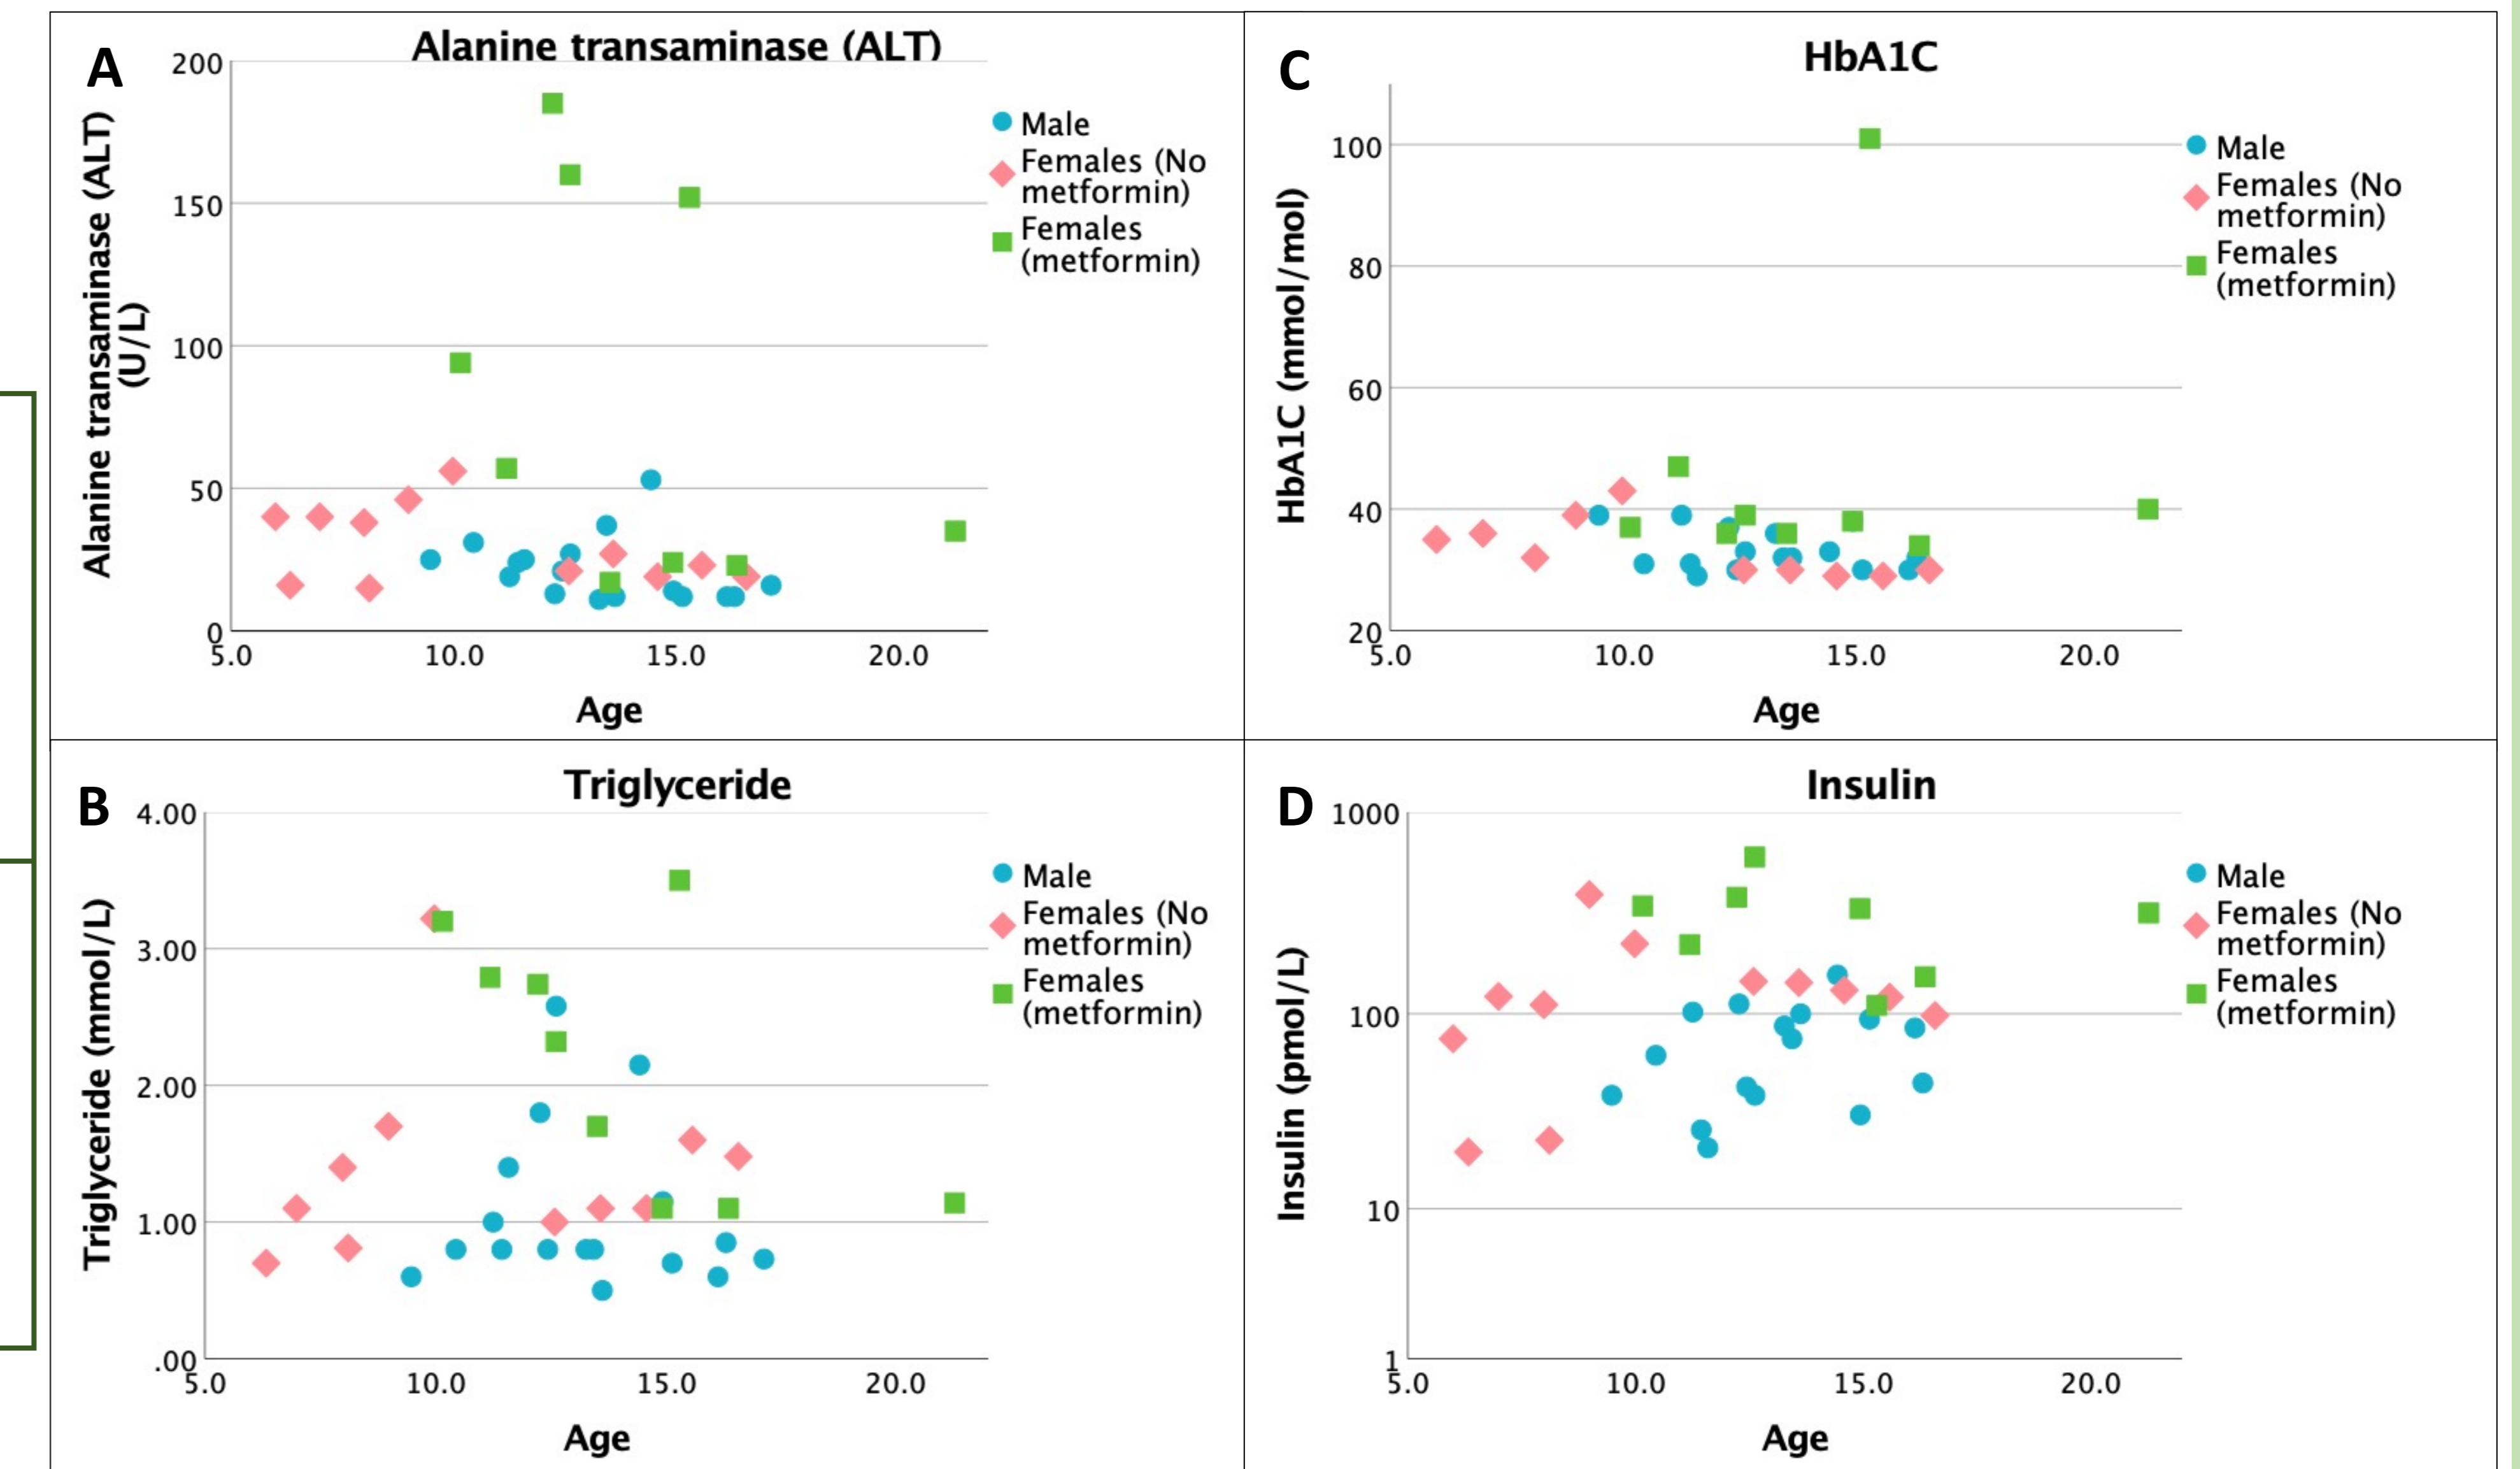 A
Alanine transaminase (ALT)
Alanine transaminase (ALT)
(U/L)
200
150
100
50
0
5.0 10.0 15.0 20.0
Age
Male
Females (No
metformin)
Females
(metformin)
C
HbA1C
HbA1C (mmol/mol)
100
80
60
40
20
5.0 10.0 15.0 20.0
Age
Male
Females (No
metformin)
Females
(metformin)
B
Triglyceride
Triglyceride (mmol/L)
4.00
3.00
2.00
1.00
.00
5.0 10.0 15.0 20.0
Age
Male
Females (No
metformin)
Females
(metformin)
D
Insulin
Insulin (pmol/L)
1000
100
10
1
5.0 10.0 15.0 20.0
Age
Male
Females (No
metformin)
Females
(metformin)